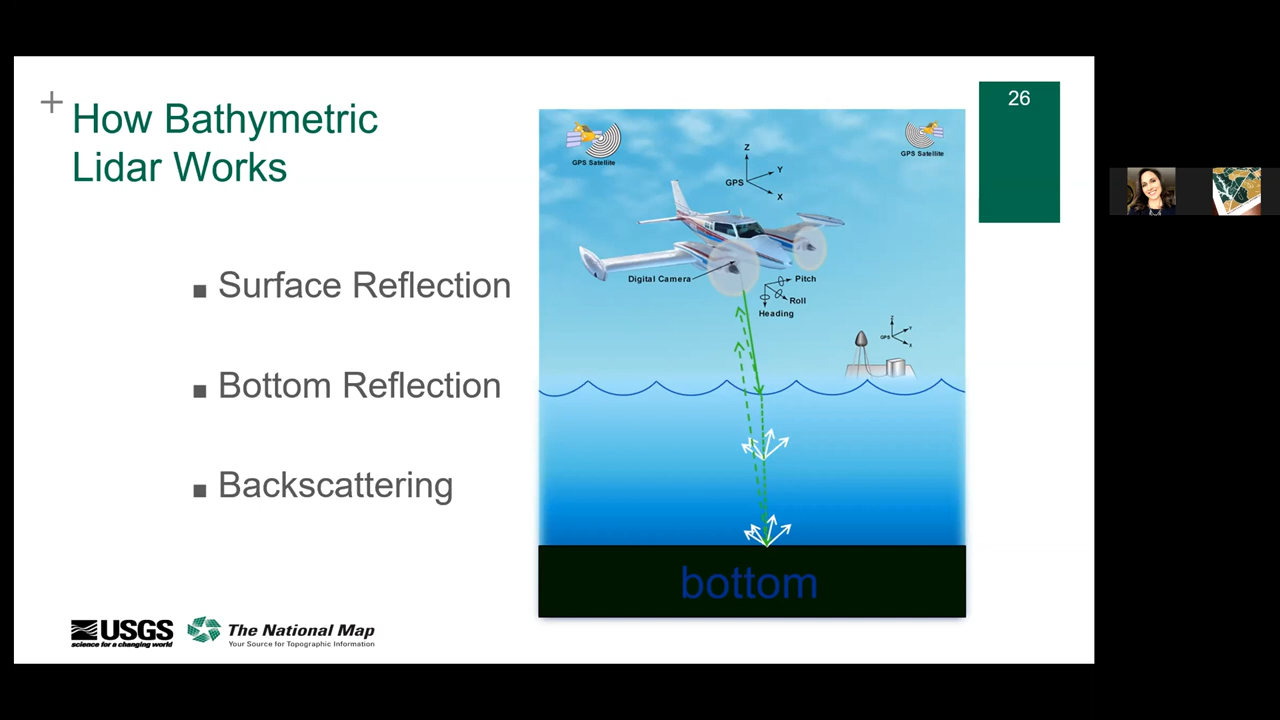 +
How Bathymetric
Lidar Works
■ Surface Reflection
■ Bottom Reflection
■ Backscattering
26
GPS Satellite
GPS Satellite
Z
Y
GPS
X
Digital Camera
Pitch
Roll
Heading
Z
Y
GPS
X
bottom
USGS
science for a changing world
The National Map
Your Source for Topographic Information